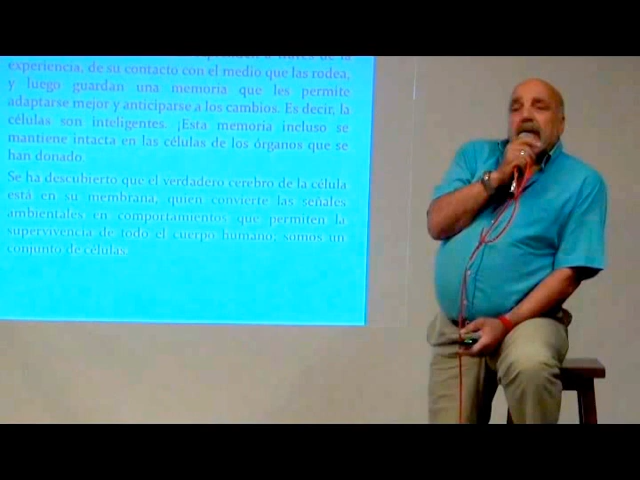 a través de la
experiencia, de su contacto con el medio que las rodea,
y luego guardan una memoria que les permite
adaptarse mejor y anticiparse a los cambios. Es decir, la
células son inteligentes. ¡Esta memoria incluso se
mantiene intacta en las células de los órganos que se
han donado.
Se ha descubierto que el verdadero cerebro de la célula
está en su membrana, quien convierte las señales
ambientales en comportamientos que permiten la
supervivencia de todo el cuerpo humano; somos un
conjunto de células.